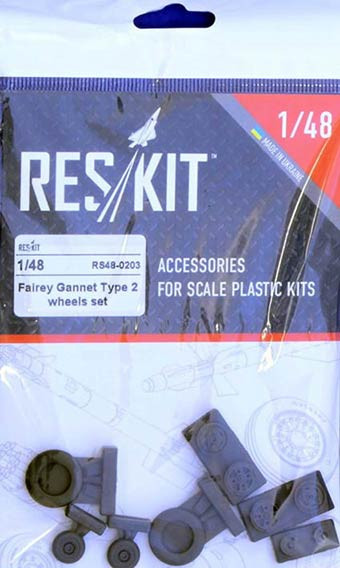 1/48
MADE IN UKRAINE
RES/KIT™
RES/KIT
1/48 RS48-0203
Fairey Gannet Type 2
wheels set
ACCESSORIES
FOR SCALE PLASTIC KITS